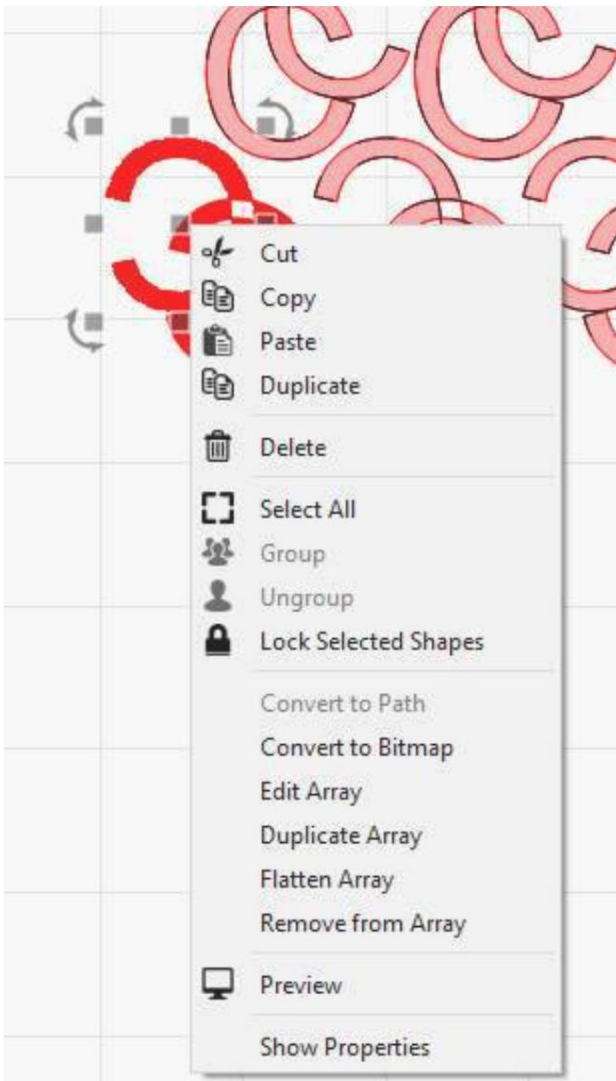 Cut
Copy
Paste
Duplicate
Delete
Select All
Group
Ungroup
Lock Selected Shapes
Convert to Path
Convert to Bitmap
Edit Array
Duplicate Array
Flatten Array
Remove from Array
Preview
Show Properties